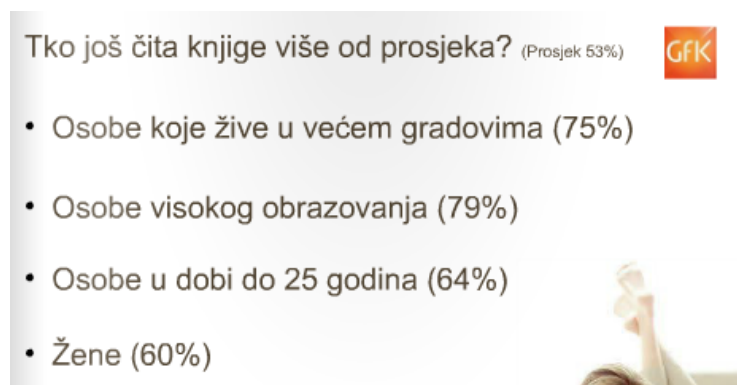 Tko još čita knjige više od prosjeka? (Prosjek 53%)
GfK
• Osobe koje žive u većem gradovima (75%)
• Osobe visokog obrazovanja (79%)
• Osobe u dobi do 25 godina (64%)
• Žene (60%)